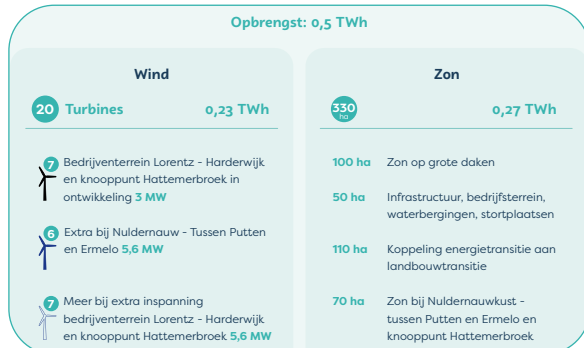 Opbrengst: 0,5 TWh
Wind
20 Turbines 0,23 TWh
7 Bedrijventerrein Lorentz - Harderwijk
en knooppunt Hattemerbroek in
ontwikkeling 3 MW
6 Extra bij Nuldernauw - Tussen Putten
en Ermelo 5,6 MW
7 Meer bij extra inspanning
bedrijventerrein Lorentz - Harderwijk
en knooppunt Hattemerbroek 5,6 MW
Zon
330 ha 0,27 TWh
100 ha Zon op grote daken
50 ha Infrastructuur, bedrijfsterrein,
waterbergingen, stortplaatsen
110 ha Koppeling energietransitie aan
landbouwtransitie
70 ha Zon bij Nuldernauwkust -
tussen Putten en Ermelo en
knooppunt Hattemerbroek